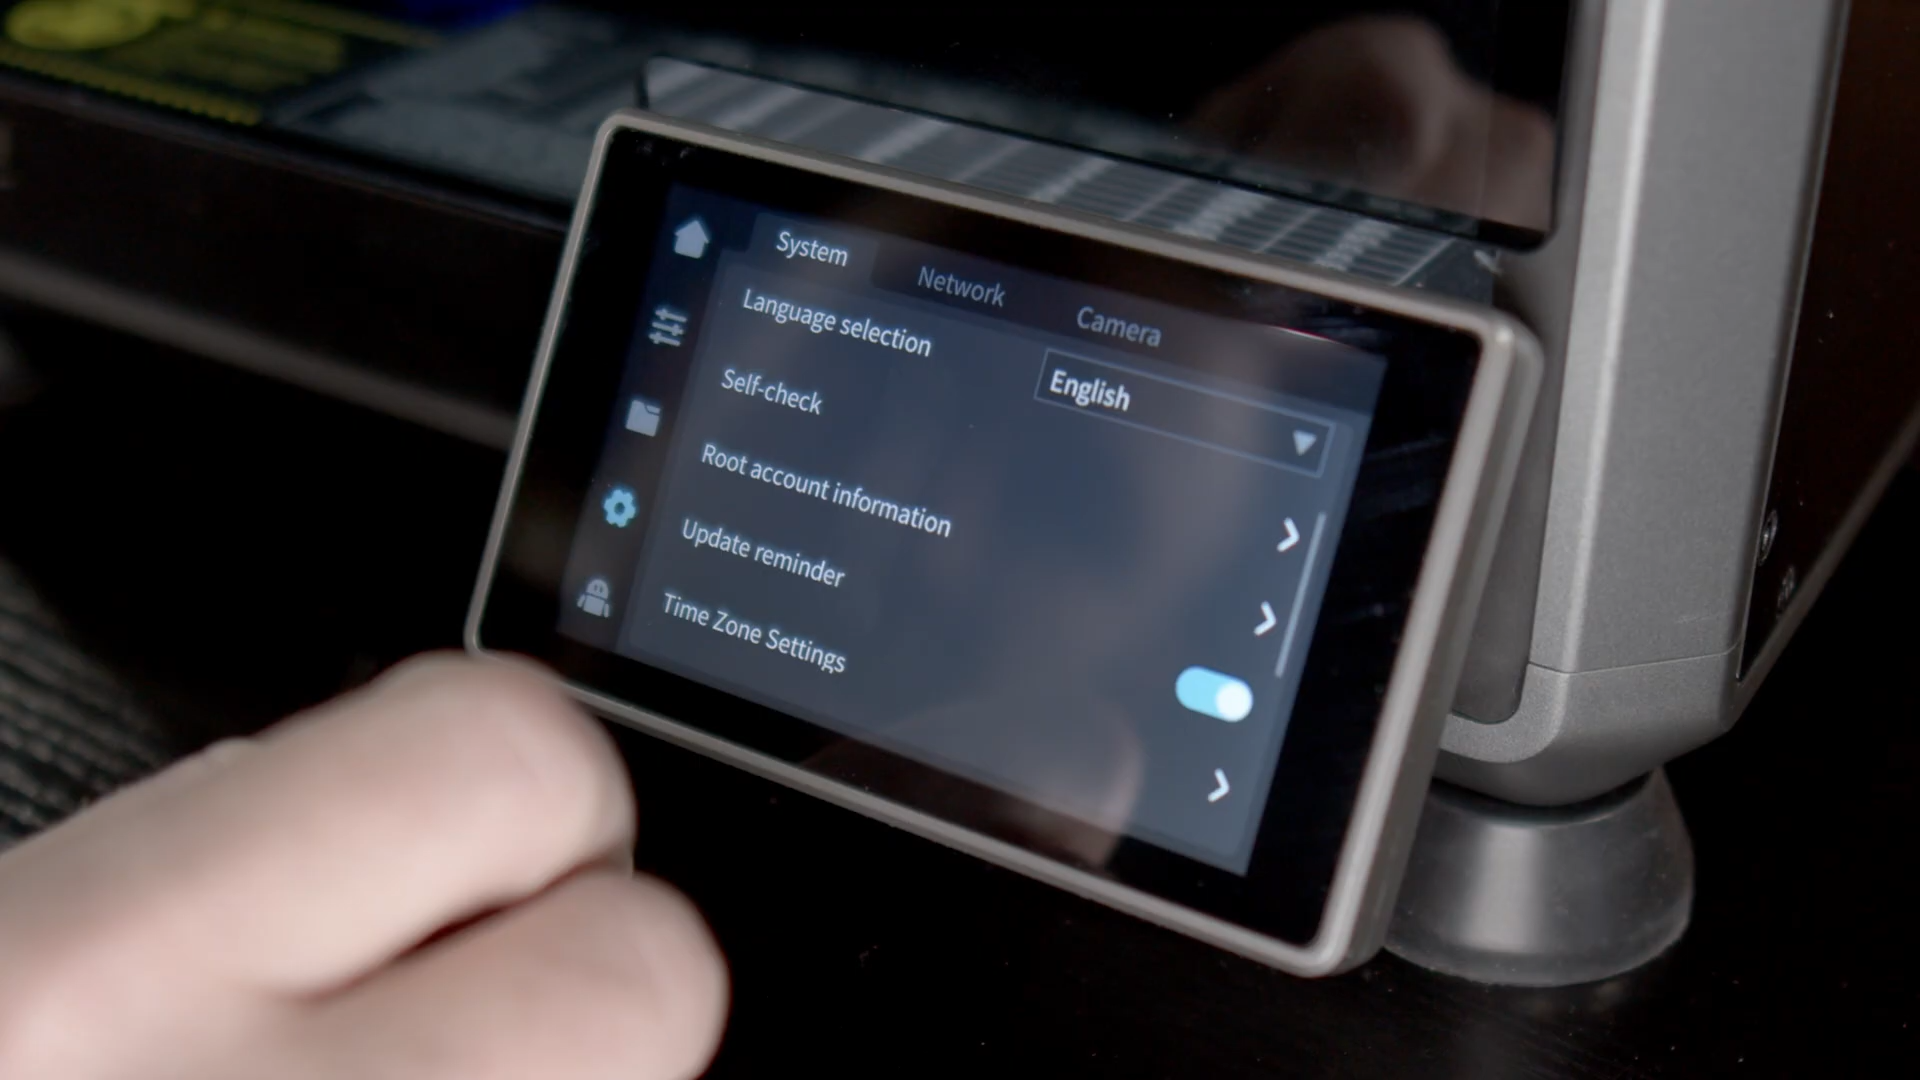 System
Network
Camera
Language selection
English
Self-check
Root account information
Update reminder
Time Zone Settings